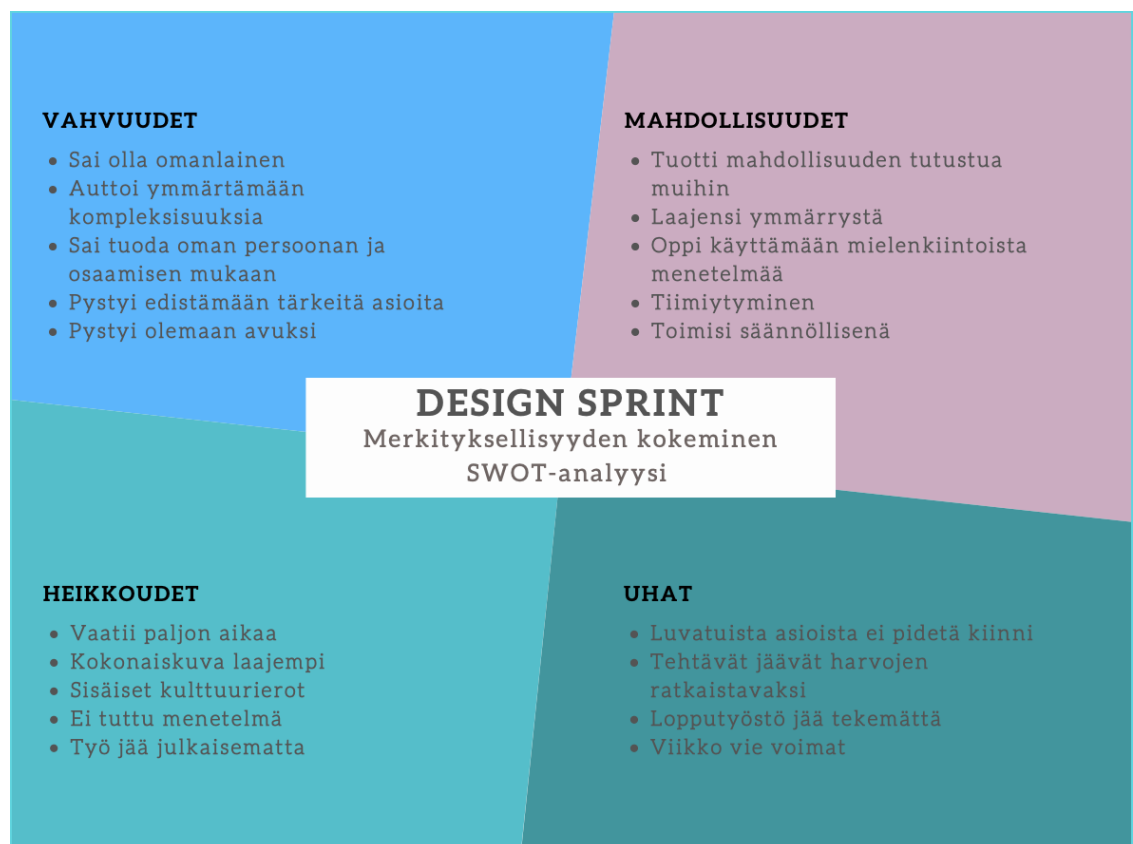 VAHVUUDET
• Sai olla omanlainen
• Auttoi ymmärtämään
kompleksisuuksia
• Sai tuoda oman persoonan ja
osaamisen mukaan
• Pystyi edistämään tärkeitä asioita
• Pystyi olemaan avuksi
MAHDOLLISUUDET
• Tuotti mahdollisuuden tutustua
muihin
• Laajensi ymmärrystä
• Oppi käyttämään mielenkiintoista
menetelmää
• Tiimiytyminen
• Toimisi säännöllisenä
DESIGN SPRINT
Merkityksellisyyden kokeminen
SWOT-analyysi
HEIKKOUDET
• Vaatii paljon aikaa
• Kokonaiskuva laajempi
• Sisäiset kulttuurierot
• Ei tuttu menetelmä
• Työ jää julkaisematta
UHAT
• Luvatuista asioista ei pidetä kiinni
• Tehtävät jäävät harvojen
ratkaistavaksi
• Lopputyöstö jää tekemättä
• Viikko vie voimat